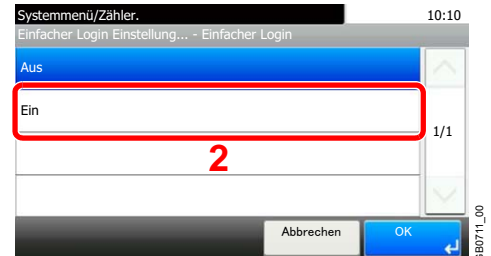 Systemmenü/Zähler.
10:10
Einfacher Login Einstellung... - Einfacher Login
Aus
Ein
1/1
2
Abbrechen
OK
GB0711_00